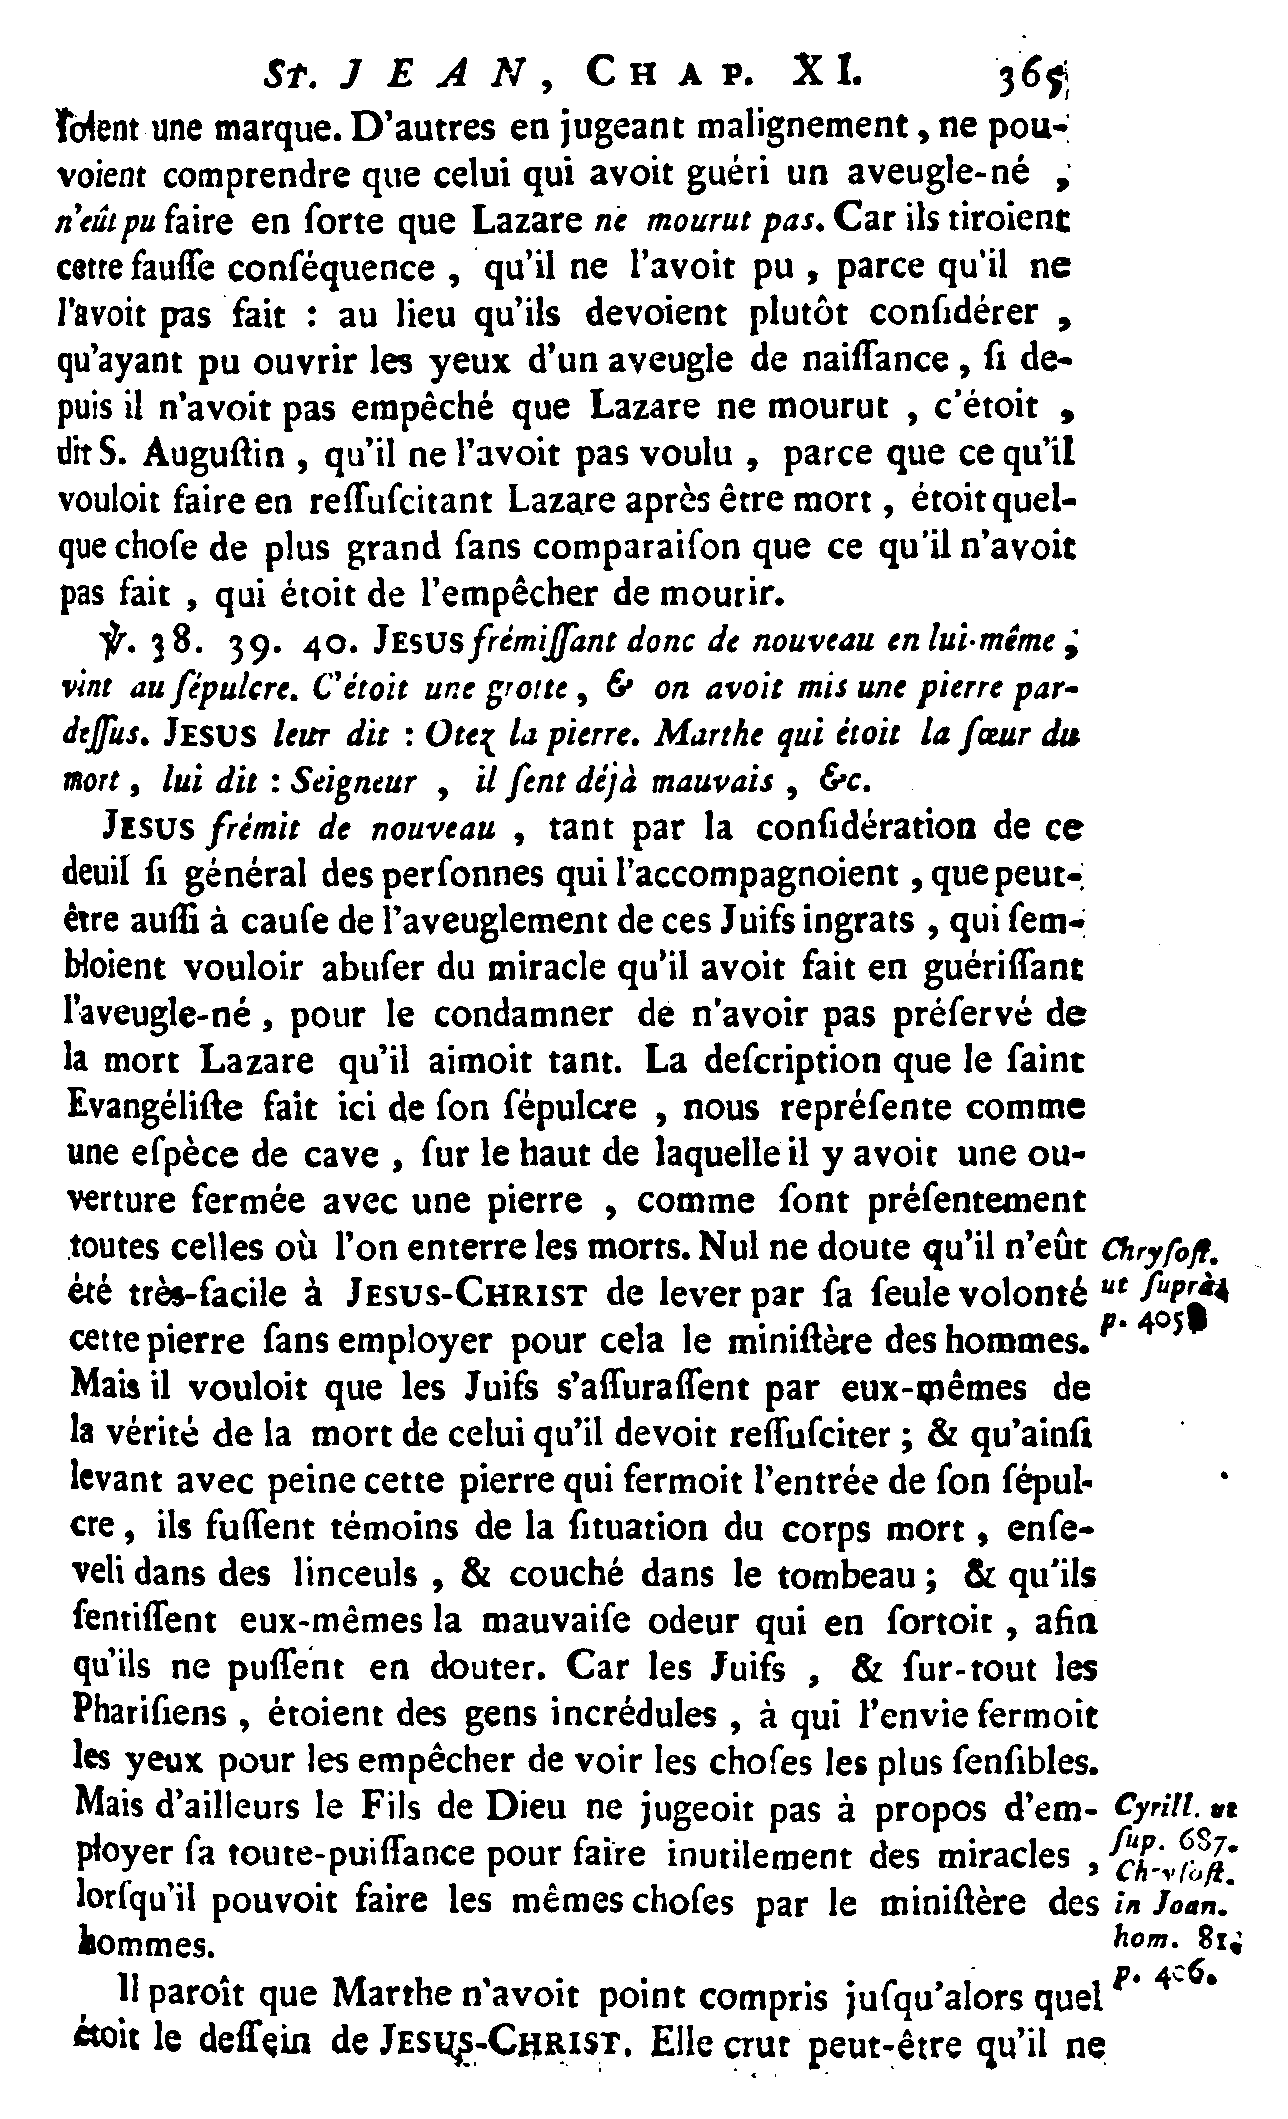 St. JEAN, CHAP. XI. 365
ſoient une marque. D'autres en jugeant malignement, ne pou-
voient comprendre que celui qui avoit guéri un aveugle-né,
n'eût pu faire en ſorte que Lazare ne mourut pas. Car ils tiroient
cette fauſſe conſéquence, qu'il ne l'avoit pu, parce qu'il ne
l'avoit pas fait : au lieu qu'ils devoient plutôt conſidérer,
qu'ayant pu ouvrir les yeux d'un aveugle de naiſſance, ſi de-
puis il n'avoit pas empêché que Lazare ne mourut, c'étoit,
dit S. Auguſtin, qu'il ne l'avoit pas voulu, parce que ce qu'il
vouloit faire en reſſuſcitant Lazare après être mort, étoit quel-
que choſe de plus grand ſans comparaiſon que ce qu'il n'avoit
pas fait, qui étoit de l'empêcher de mourir.
℣. 38. 39. 40. JESUS frémiſſant donc de nouveau en lui-même;
vint au ſépulcre. C'étoit une grotte, & on avoit mis une pierre par-
deſſus. JESUS leur dit : Otez la pierre. Marthe qui étoit la ſœur du
mort, lui dit : Seigneur, il ſent déjà mauvais, &c.
JESUS frémit de nouveau, tant par la conſidération de ce
deuil ſi général des perſonnes qui l'accompagnoient, que peut-
être auſſi à cauſe de l'aveuglement de ces Juifs ingrats, qui ſem-
bloient vouloir abuſer du miracle qu'il avoit fait en guériſſant
l'aveugle-né, pour le condamner de n'avoir pas préſervé de
la mort Lazare qu'il aimoit tant. La deſcription que le ſaint
Evangéliſte fait ici de ſon ſépulcre, nous repréſente comme
une eſpèce de cave, ſur le haut de laquelle il y avoit une ou-
verture fermée avec une pierre, comme ſont préſentement
toutes celles où l'on enterre les morts. Nul ne doute qu'il n'eût
été très-facile à JESUS-CHRIST de lever par ſa ſeule volonté
cette pierre ſans employer pour cela le miniſtère des hommes.
Mais il vouloit que les Juifs s'aſſuraſſent par eux-mêmes de
la vérité de la mort de celui qu'il devoit reſſuſciter ; & qu'ainſi
levant avec peine cette pierre qui fermoit l'entrée de ſon ſépul-
cre, ils fuſſent témoins de la ſituation du corps mort, enſe-
veli dans des linceuls, & couché dans le tombeau ; & qu'ils
ſentiſſent eux-mêmes la mauvaiſe odeur qui en ſortoit, afin
qu'ils ne puſſent en douter. Car les Juifs, & ſur-tout les
Phariſiens, étoient des gens incrédules, à qui l'envie fermoit
les yeux pour les empêcher de voir les choſes les plus ſenſibles.
Mais d'ailleurs le Fils de Dieu ne jugeoit pas à propos d'em-
ployer ſa toute-puiſſance pour faire inutilement des miracles,
lorſqu'il pouvoit faire les mêmes choſes par le miniſtère des
hommes.
Il paroît que Marthe n'avoit point compris juſqu'alors quel
étoit le deſſein de JESUS-CHRIST. Elle crut peut-être qu'il ne
Chryſoſt.
ut ſuprà
p. 405
Cyrill. ut
ſup. 687.
Chryſoſt.
in Joan.
hom. 81.
p. 406.